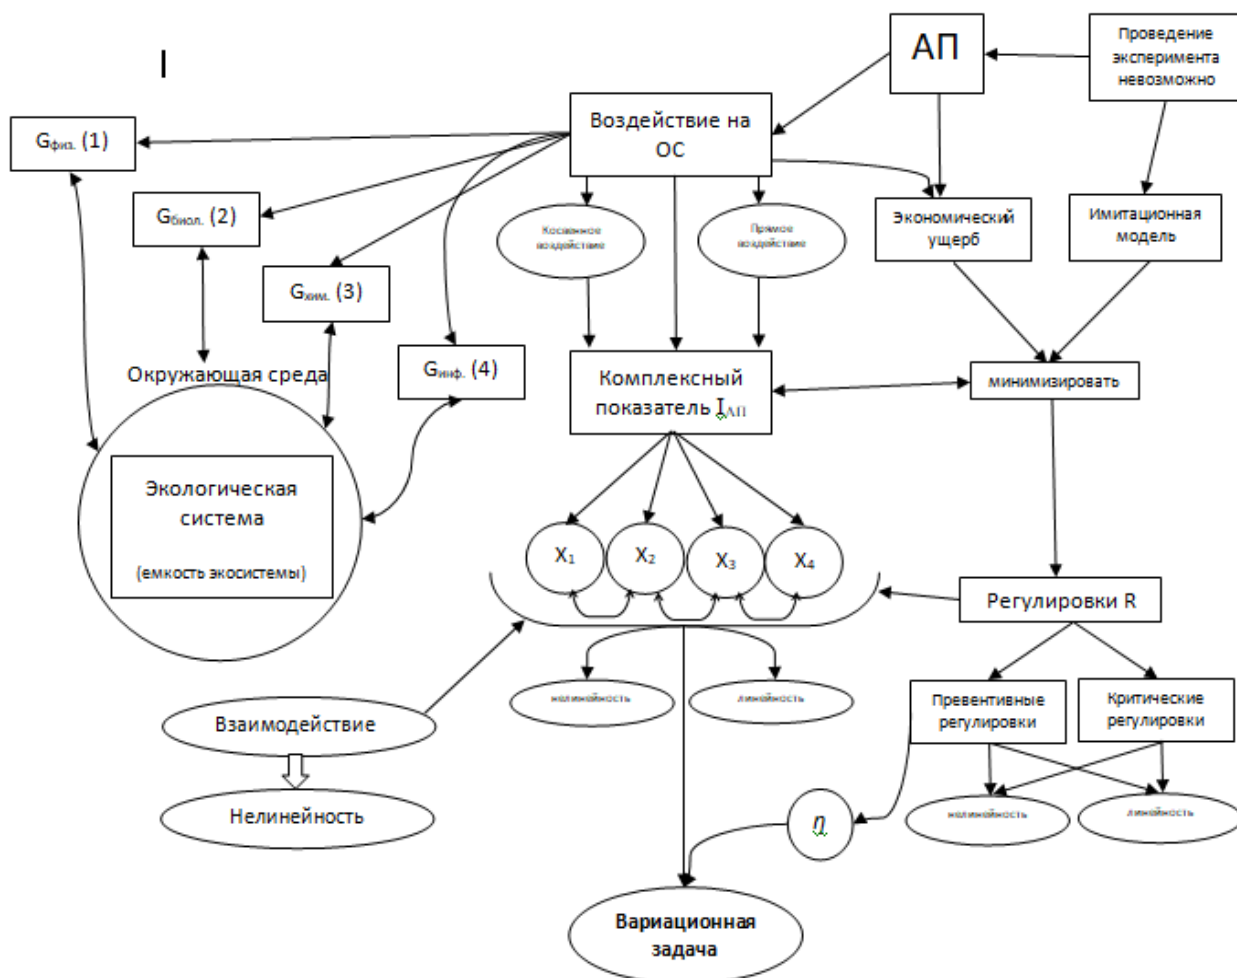 I
АП
Проведение
эксперимента
невозможно
Воздействие на
ОС
Gфиз. (1)
Gбиол. (2)
Gхим. (3)
Gинф. (4)
Косвенное
воздействие
Прямое
воздействие
Экономический
ущерб
Имитационная
модель
Окружающая среда
Комплексный
показатель IАП
минимизировать
Экологическая
система
(емкость экосистемы)
X1
X2
X3
X4
Регулировки R
нелинейность
линейность
Превентивные
регулировки
Критические
регулировки
Взаимодействие
Нелинейность
η
нелинейность
линейность
Вариационная
задача